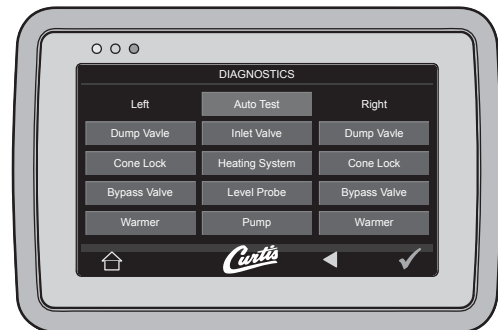 DIAGNOSTICS
Left Auto Test Right
Dump Vavle Inlet Valve Dump Vavle
Cone Lock Heating System Cone Lock
Bypass Valve Level Probe Bypass Valve
Warmer Pump Warmer
Curtis